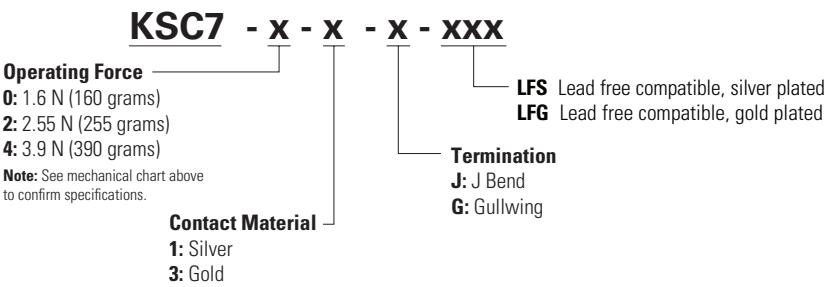 KSC7 - x - x - x - xxx
Operating Force
0: 1.6 N (160 grams)
2: 2.55 N (255 grams)
4: 3.9 N (390 grams)
Note: See mechanical chart above
to confirm specifications.
Contact Material
1: Silver
3: Gold
Termination
J: J Bend
G: Gullwing
LFS Lead free compatible, silver plated
LFG Lead free compatible, gold plated